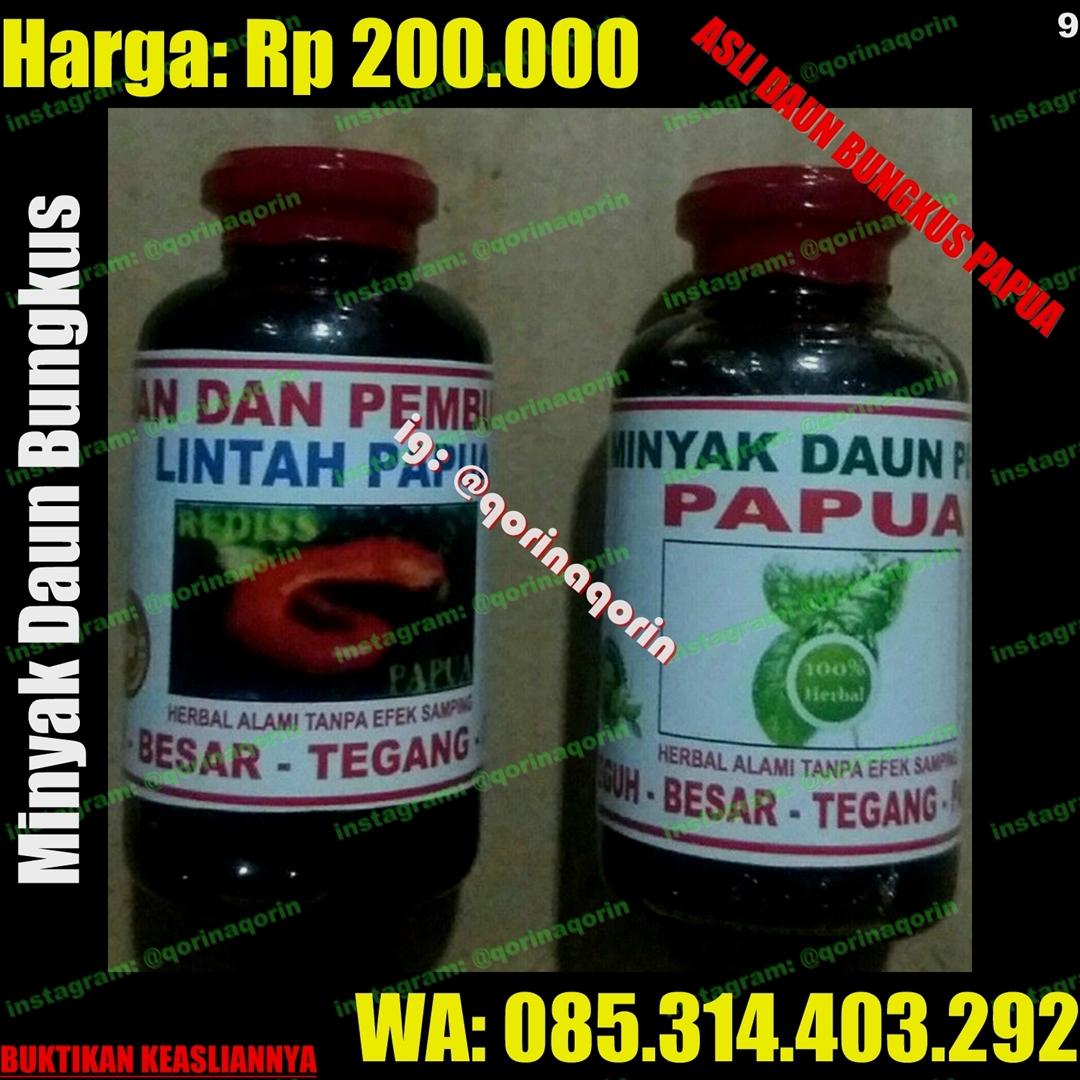 Harga: Rp 200.000
9
ASLI DAUN BUNGKUS PAPUA
Minyak Daun Bungkus
AN DAN PEMBU
LINTAH PAPUA
REDISS
PAPUA
HERBAL ALAMI TANPA EFEK SAMPING
- BESAR - TEGANG -
ig: @qorinaqorin
MINYAK DAUN P
PAPUA
100%
Herbal
HERBAL ALAMI TANPA EFEK SAMPING
GUH - BESAR - TEGANG - P
instagram: @qorinaqorin
BUKTIKAN KEASLIANNYA
WA: 085.314.403.292